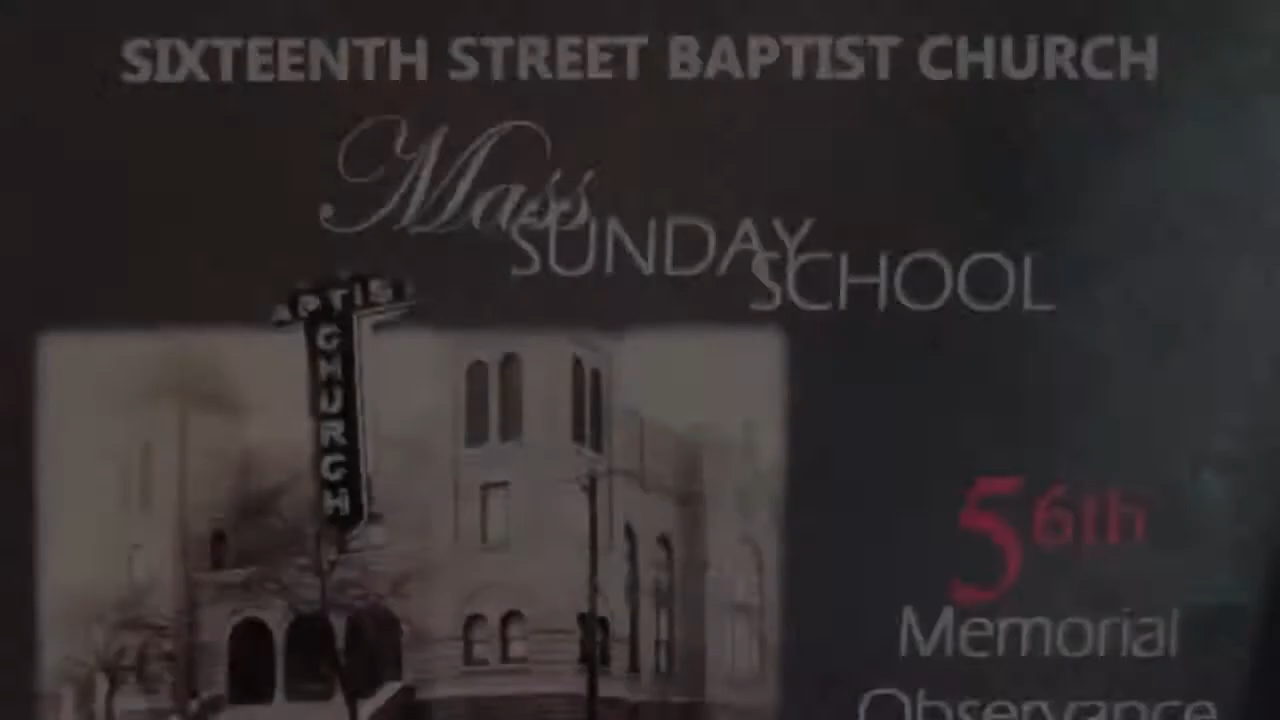 SIXTEENTH STREET BAPTIST CHURCH
Mass
SUNDAY
SCHOOL
CHURCH
56th
Memorial
Observance